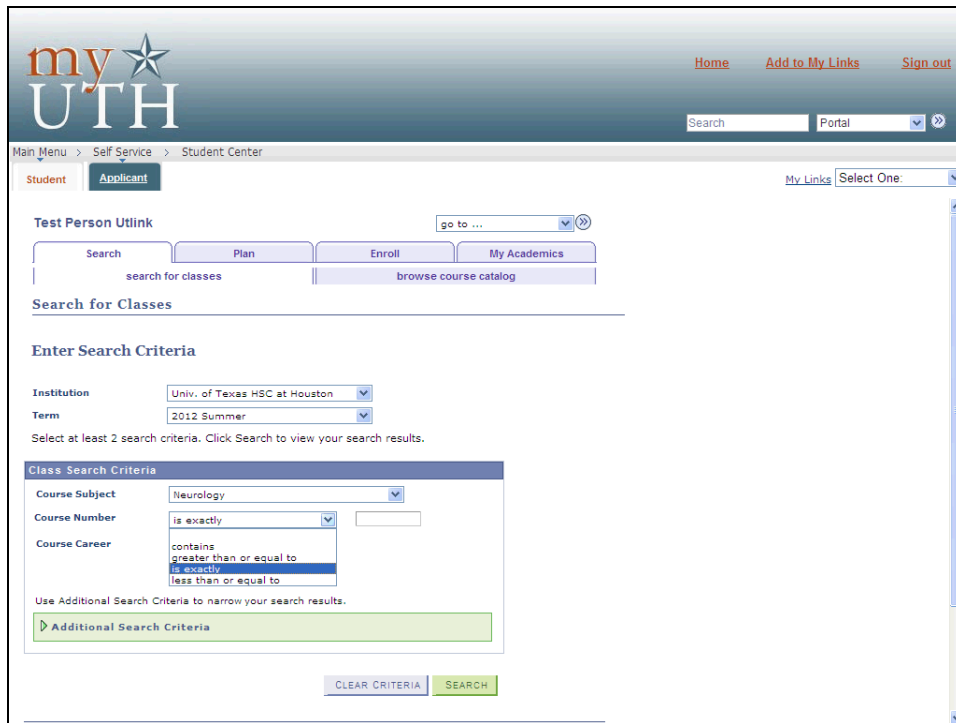 my
UTH
Home Add to My Links Sign out
Search Portal
Main Menu > Self Service > Student Center
Student Applicant My Links Select One:
Test Person Utlink go to ...
Search Plan Enroll My Academics
search for classes browse course catalog
Search for Classes
Enter Search Criteria
Institution Univ. of Texas HSC at Houston
Term 2012 Summer
Select at least 2 search criteria. Click Search to view your search results.
Class Search Criteria
Course Subject Neurology
Course Number is exactly
Course Career
contains
greater than or equal to
is exactly
less than or equal to
Use Additional Search Criteria to narrow your search results.
Additional Search Criteria
CLEAR CRITERIA SEARCH